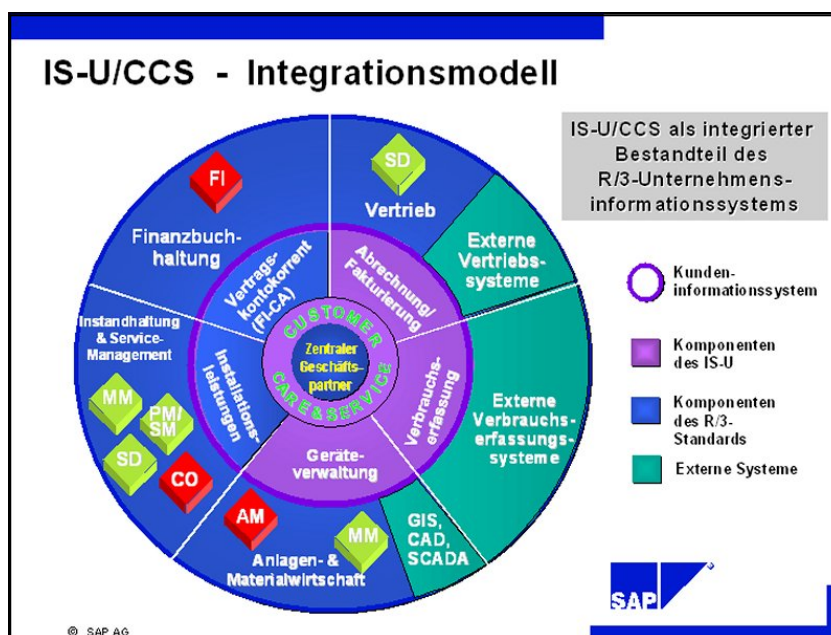 IS-U/CCS - Integrationsmodell
IS-U/CCS als integrierter
Bestandteil des
R/3-Unternehmens-
informationssystems
FI
Finanzbuch-
haltung
SD
Vertrieb
Externe
Vertriebs-
systeme
Vertrags-
kontokorrent
(FI-CA)
Abrechnung/
Fakturierung
Instandhaltung
& Service-
Management
MM
PM/
SM
SD
CO
Installations-
leistungen
CUSTOMER
CARE&SERVICE
Zentraler
Geschäfts-
partner
Verbrauchs-
erfassung
Externe
Verbrauchs-
erfassungs-
systeme
Geräte-
verwaltung
AM
MM
Anlagen- &
Materialwirtschaft
GIS,
CAD,
SCADA
Kunden-
informationssystem
Komponenten
des IS-U
Komponenten
des R/3-
Standards
Externe Systeme
SAP
© SAP AG